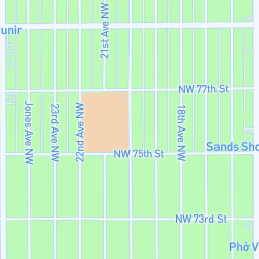 unir
21st Ave NW
NW 77th St
Jones Ave NW
23rd Ave NW
22nd Ave NW
18th Ave NW
Sands Sho
NW 75th St
NW 73rd St
Phở V